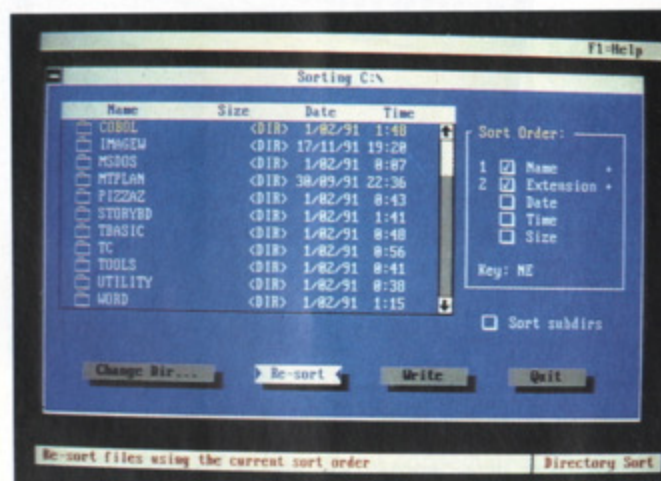 F1=Help
Sorting C:\
Name Size Date Time
COBOL <DIR> 1/02/91 1:48
IMAGEW <DIR> 17/11/91 19:20
MSDOS <DIR> 1/02/91 0:07
MTPLAN <DIR> 30/09/91 22:36
PIZZAZ <DIR> 1/02/91 0:43
STORYBD <DIR> 1/02/91 1:41
TBASIC <DIR> 1/02/91 0:48
TC <DIR> 1/02/91 0:56
TOOLS <DIR> 1/02/91 0:41
UTILITY <DIR> 1/02/91 0:38
WORD <DIR> 1/02/91 1:15
Sort Order:
1 Name +
2 Extension +
Date
Time
Size
Key: NE
Sort subdirs
Change Dir... Re-sort Write Quit
Re-sort files using the current sort order Directory Sort